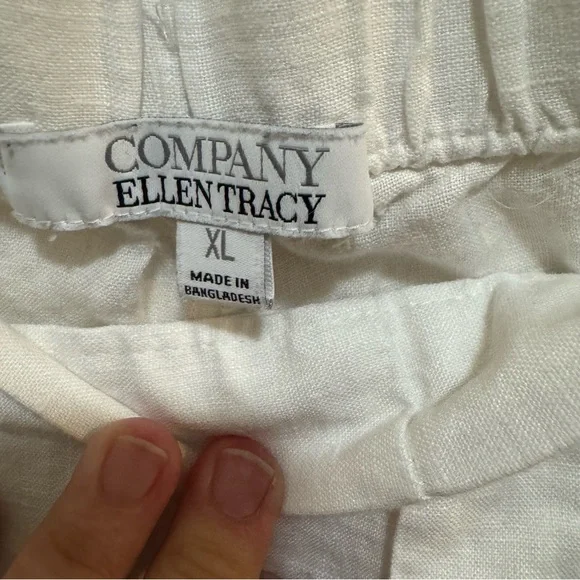 COMPANY
ELLEN TRACY
XL
MADE IN
BANGLADESH